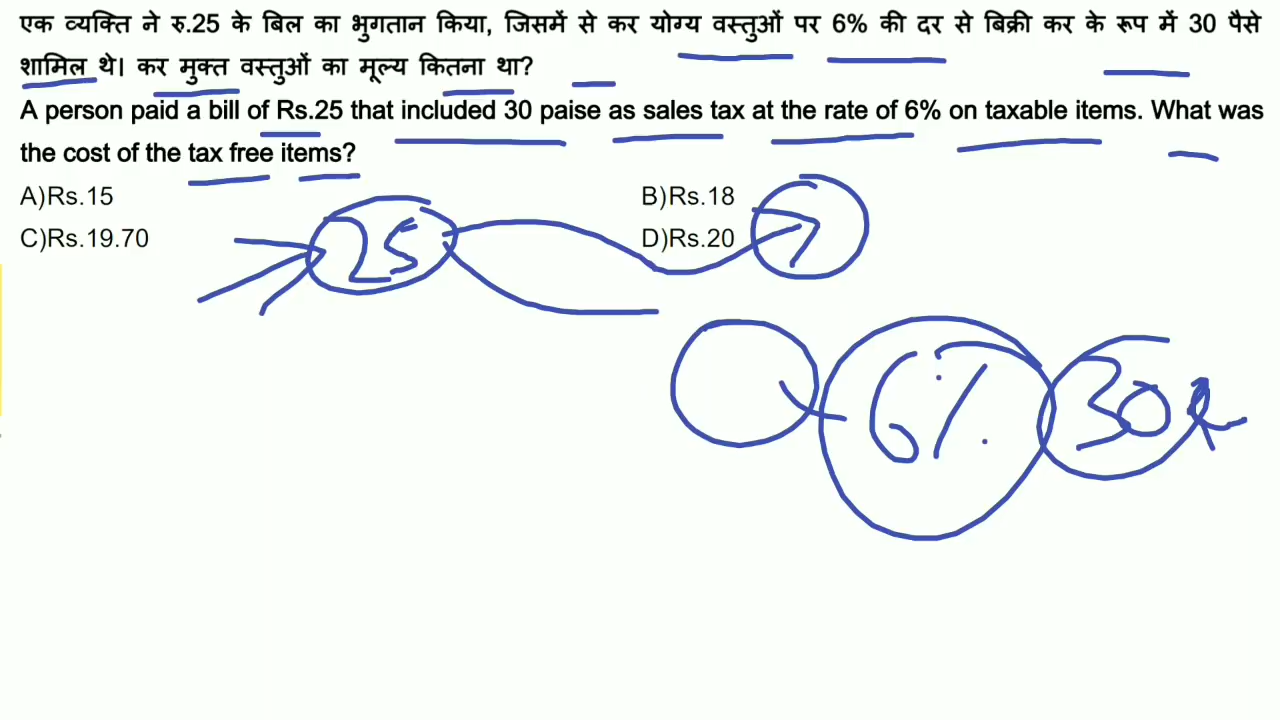 एक व्यक्ति ने रु.25 के बिल का भुगतान किया, जिसमें से कर योग्य वस्तुओं पर 6% की दर से बिक्री कर के रूप में 30 पैसे
शामिल थे। कर मुक्त वस्तुओं का मूल्य कितना था?
A person paid a bill of Rs.25 that included 30 paise as sales tax at the rate of 6% on taxable items. What was
the cost of the tax free items?
A)Rs.15 B)Rs.18
C)Rs.19.70 D)Rs.20
25 ?
6% 30